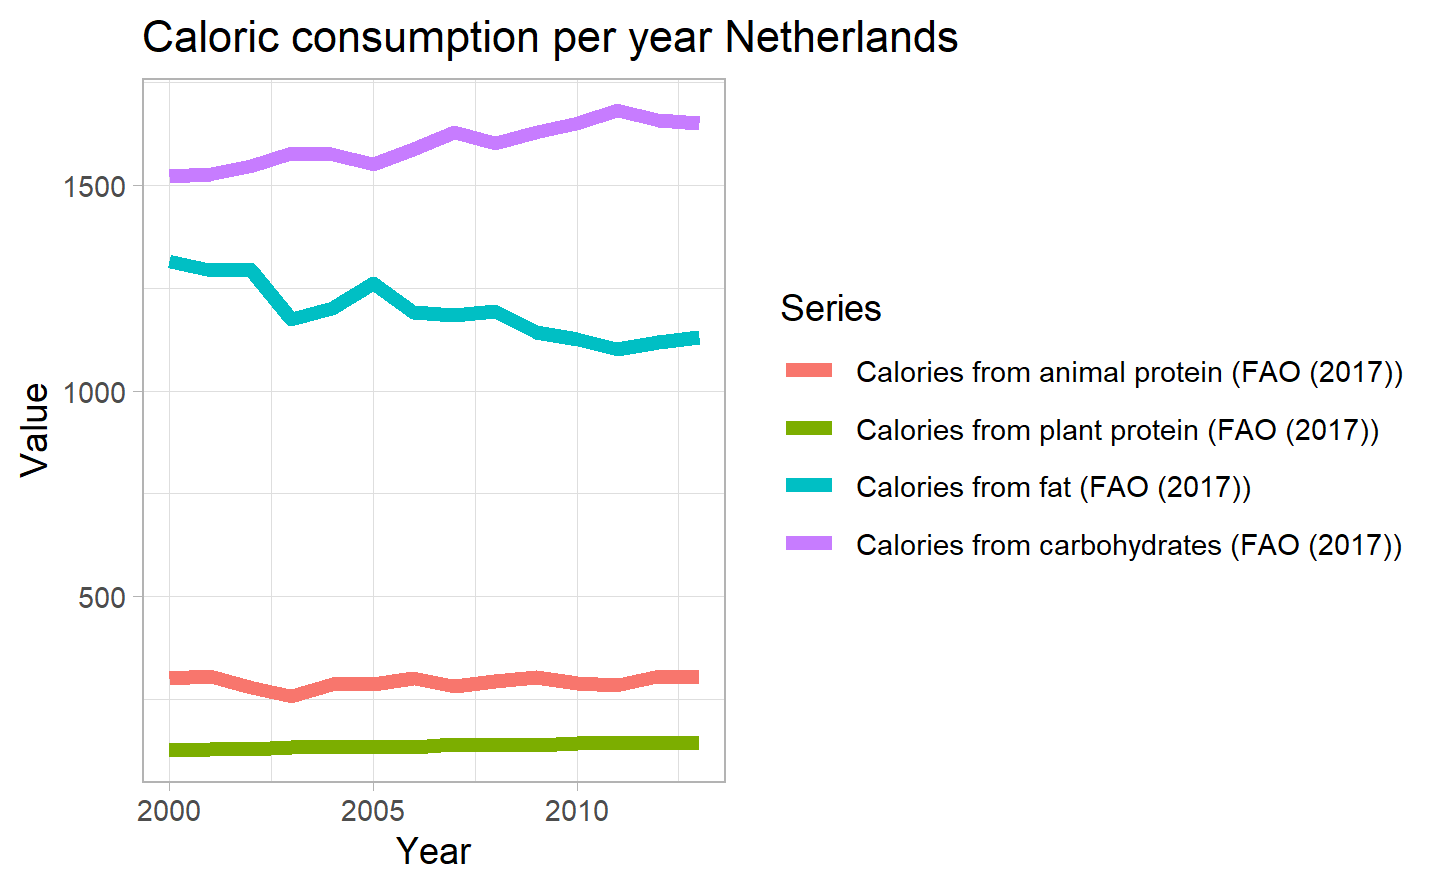 Caloric consumption per year Netherlands
1500
1000
500
Value
2000 2005 2010
Year
Series
Calories from animal protein (FAO (2017))
Calories from plant protein (FAO (2017))
Calories from fat (FAO (2017))
Calories from carbohydrates (FAO (2017))